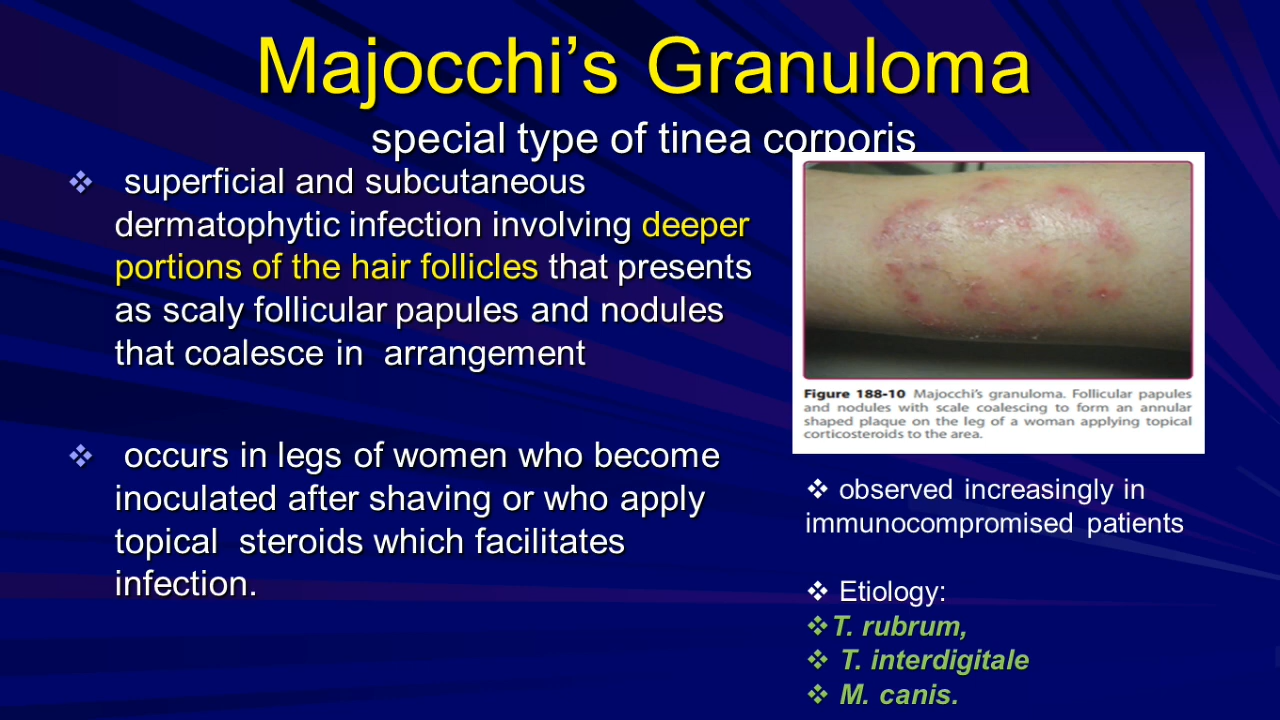 Majocchi’s Granuloma
special type of tinea corporis
❖ superficial and subcutaneous
dermatophytic infection involving deeper
portions of the hair follicles that presents
as scaly follicular papules and nodules
that coalesce in  arrangement
❖ occurs in legs of women who become
inoculated after shaving or who apply
topical  steroids which facilitates
infection.
Figure 188-10 Majocchi’s granuloma. Follicular papules
and nodules with scale coalescing to form an annular
shaped plaque on the leg of a woman applying topical
corticosteroids to the area.
❖ observed increasingly in
immunocompromised patients
❖ Etiology:
❖T. rubrum,
❖ T. interdigitale
❖ M. canis.